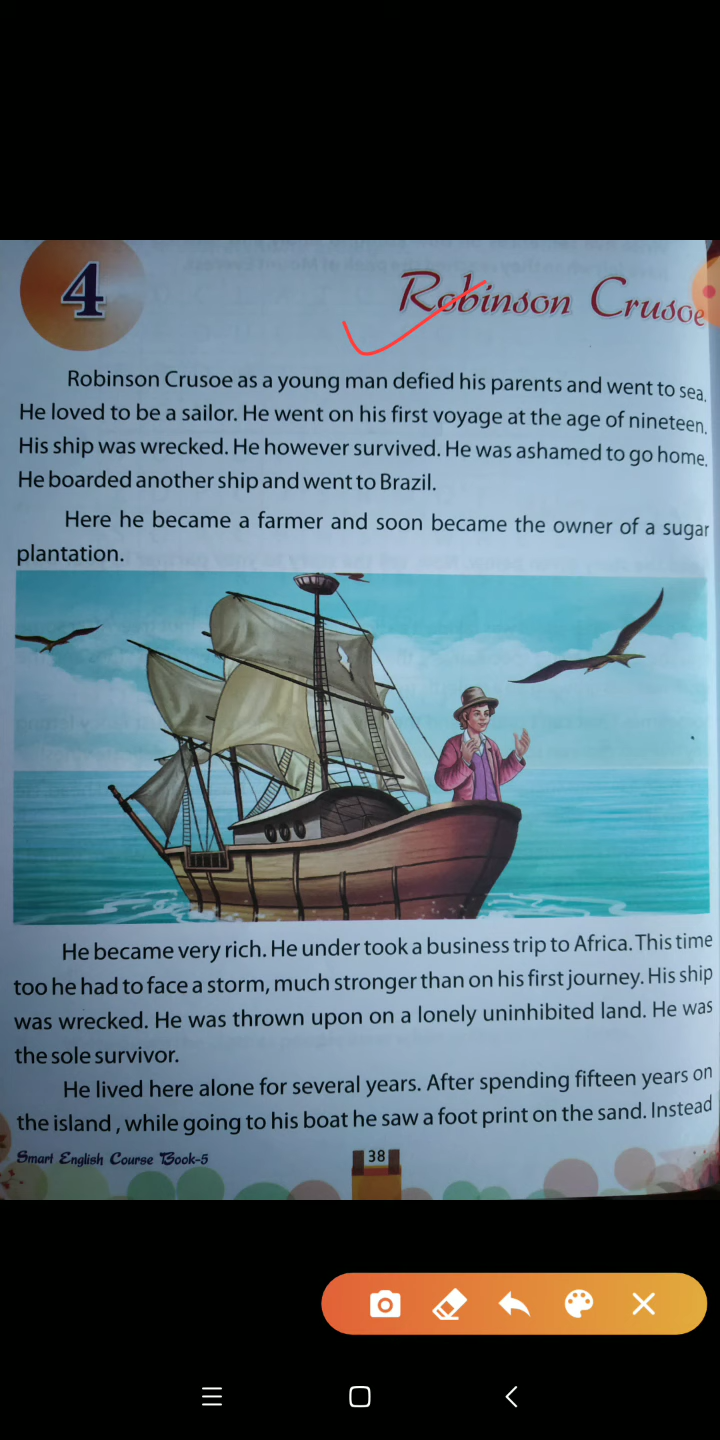 4
Robinson Crusoe
Robinson Crusoe as a young man defied his parents and went to sea.
He loved to be a sailor. He went on his first voyage at the age of nineteen.
His ship was wrecked. He however survived. He was ashamed to go home.
He boarded another ship and went to Brazil.
Here he became a farmer and soon became the owner of a sugar
plantation.
He became very rich. He under took a business trip to Africa. This time
too he had to face a storm, much stronger than on his first journey. His ship
was wrecked. He was thrown upon on a lonely uninhibited land. He was
the sole survivor.
He lived here alone for several years. After spending fifteen years on
the island , while going to his boat he saw a foot print on the sand. Instead
Smart English Course Book-5
38